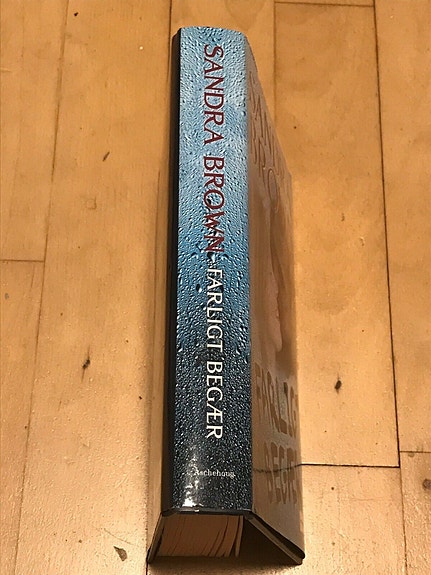 SANDRA BROWN FARLIGT BEGÆR
Aschehoug